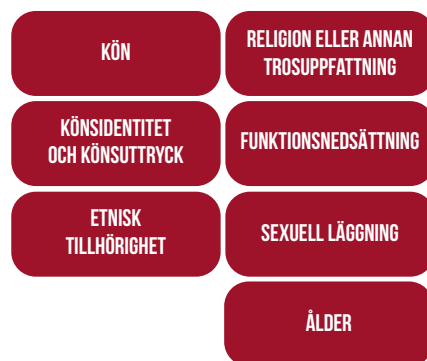 KÖN
RELIGION ELLER ANNAN
TROSUPPFATTNING
KÖNSIDENTITET
OCH KÖNSUTTRYCK
FUNKTIONSNEDSÄTTNING
ETNISK
TILLHÖRIGHET
SEXUELL LÄGGNING
ÅLDER